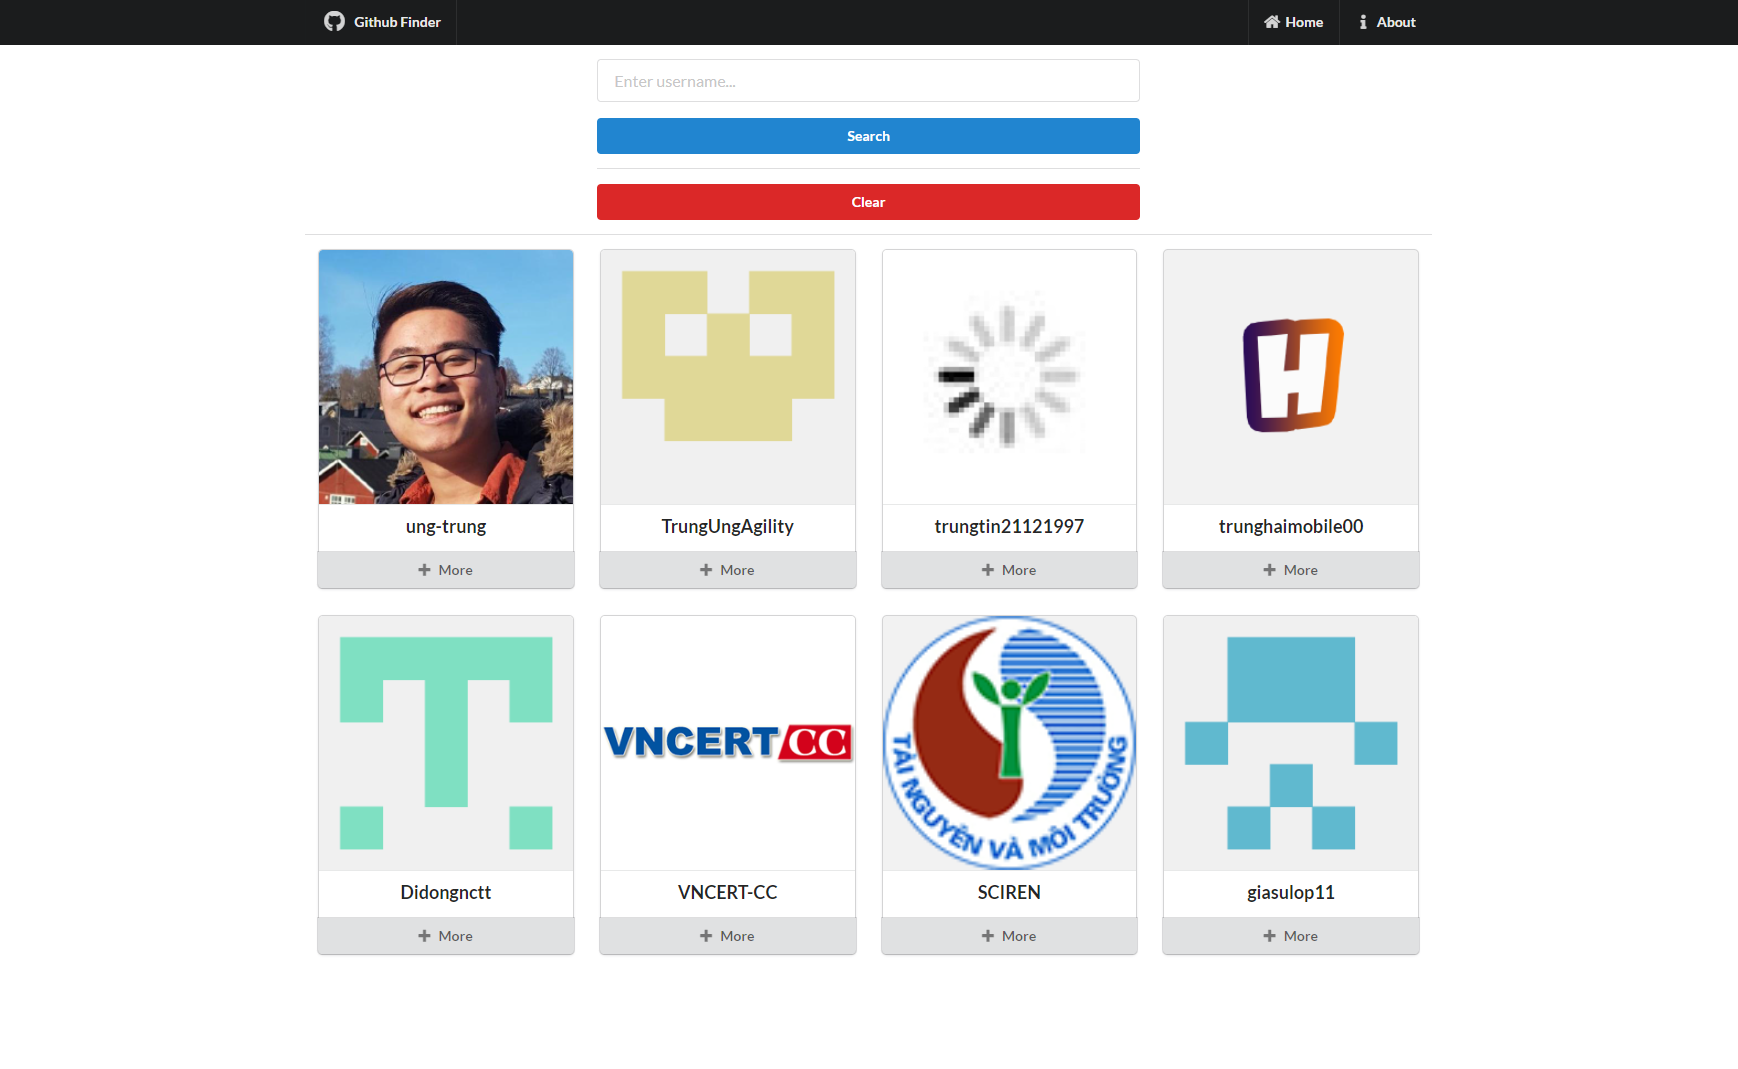 Github Finder
Home
About
Enter username...
Search
Clear
ung-trung
TrungUngAgility
trungtin21121997
H
trunghaimobile00
More
More
More
More
VNCERT CC
TÀI NGUYÊN VÀ MÔI TRƯỜNG
Didongnctt
VNCERT-CC
SCIREN
giasulop11
More
More
More
More